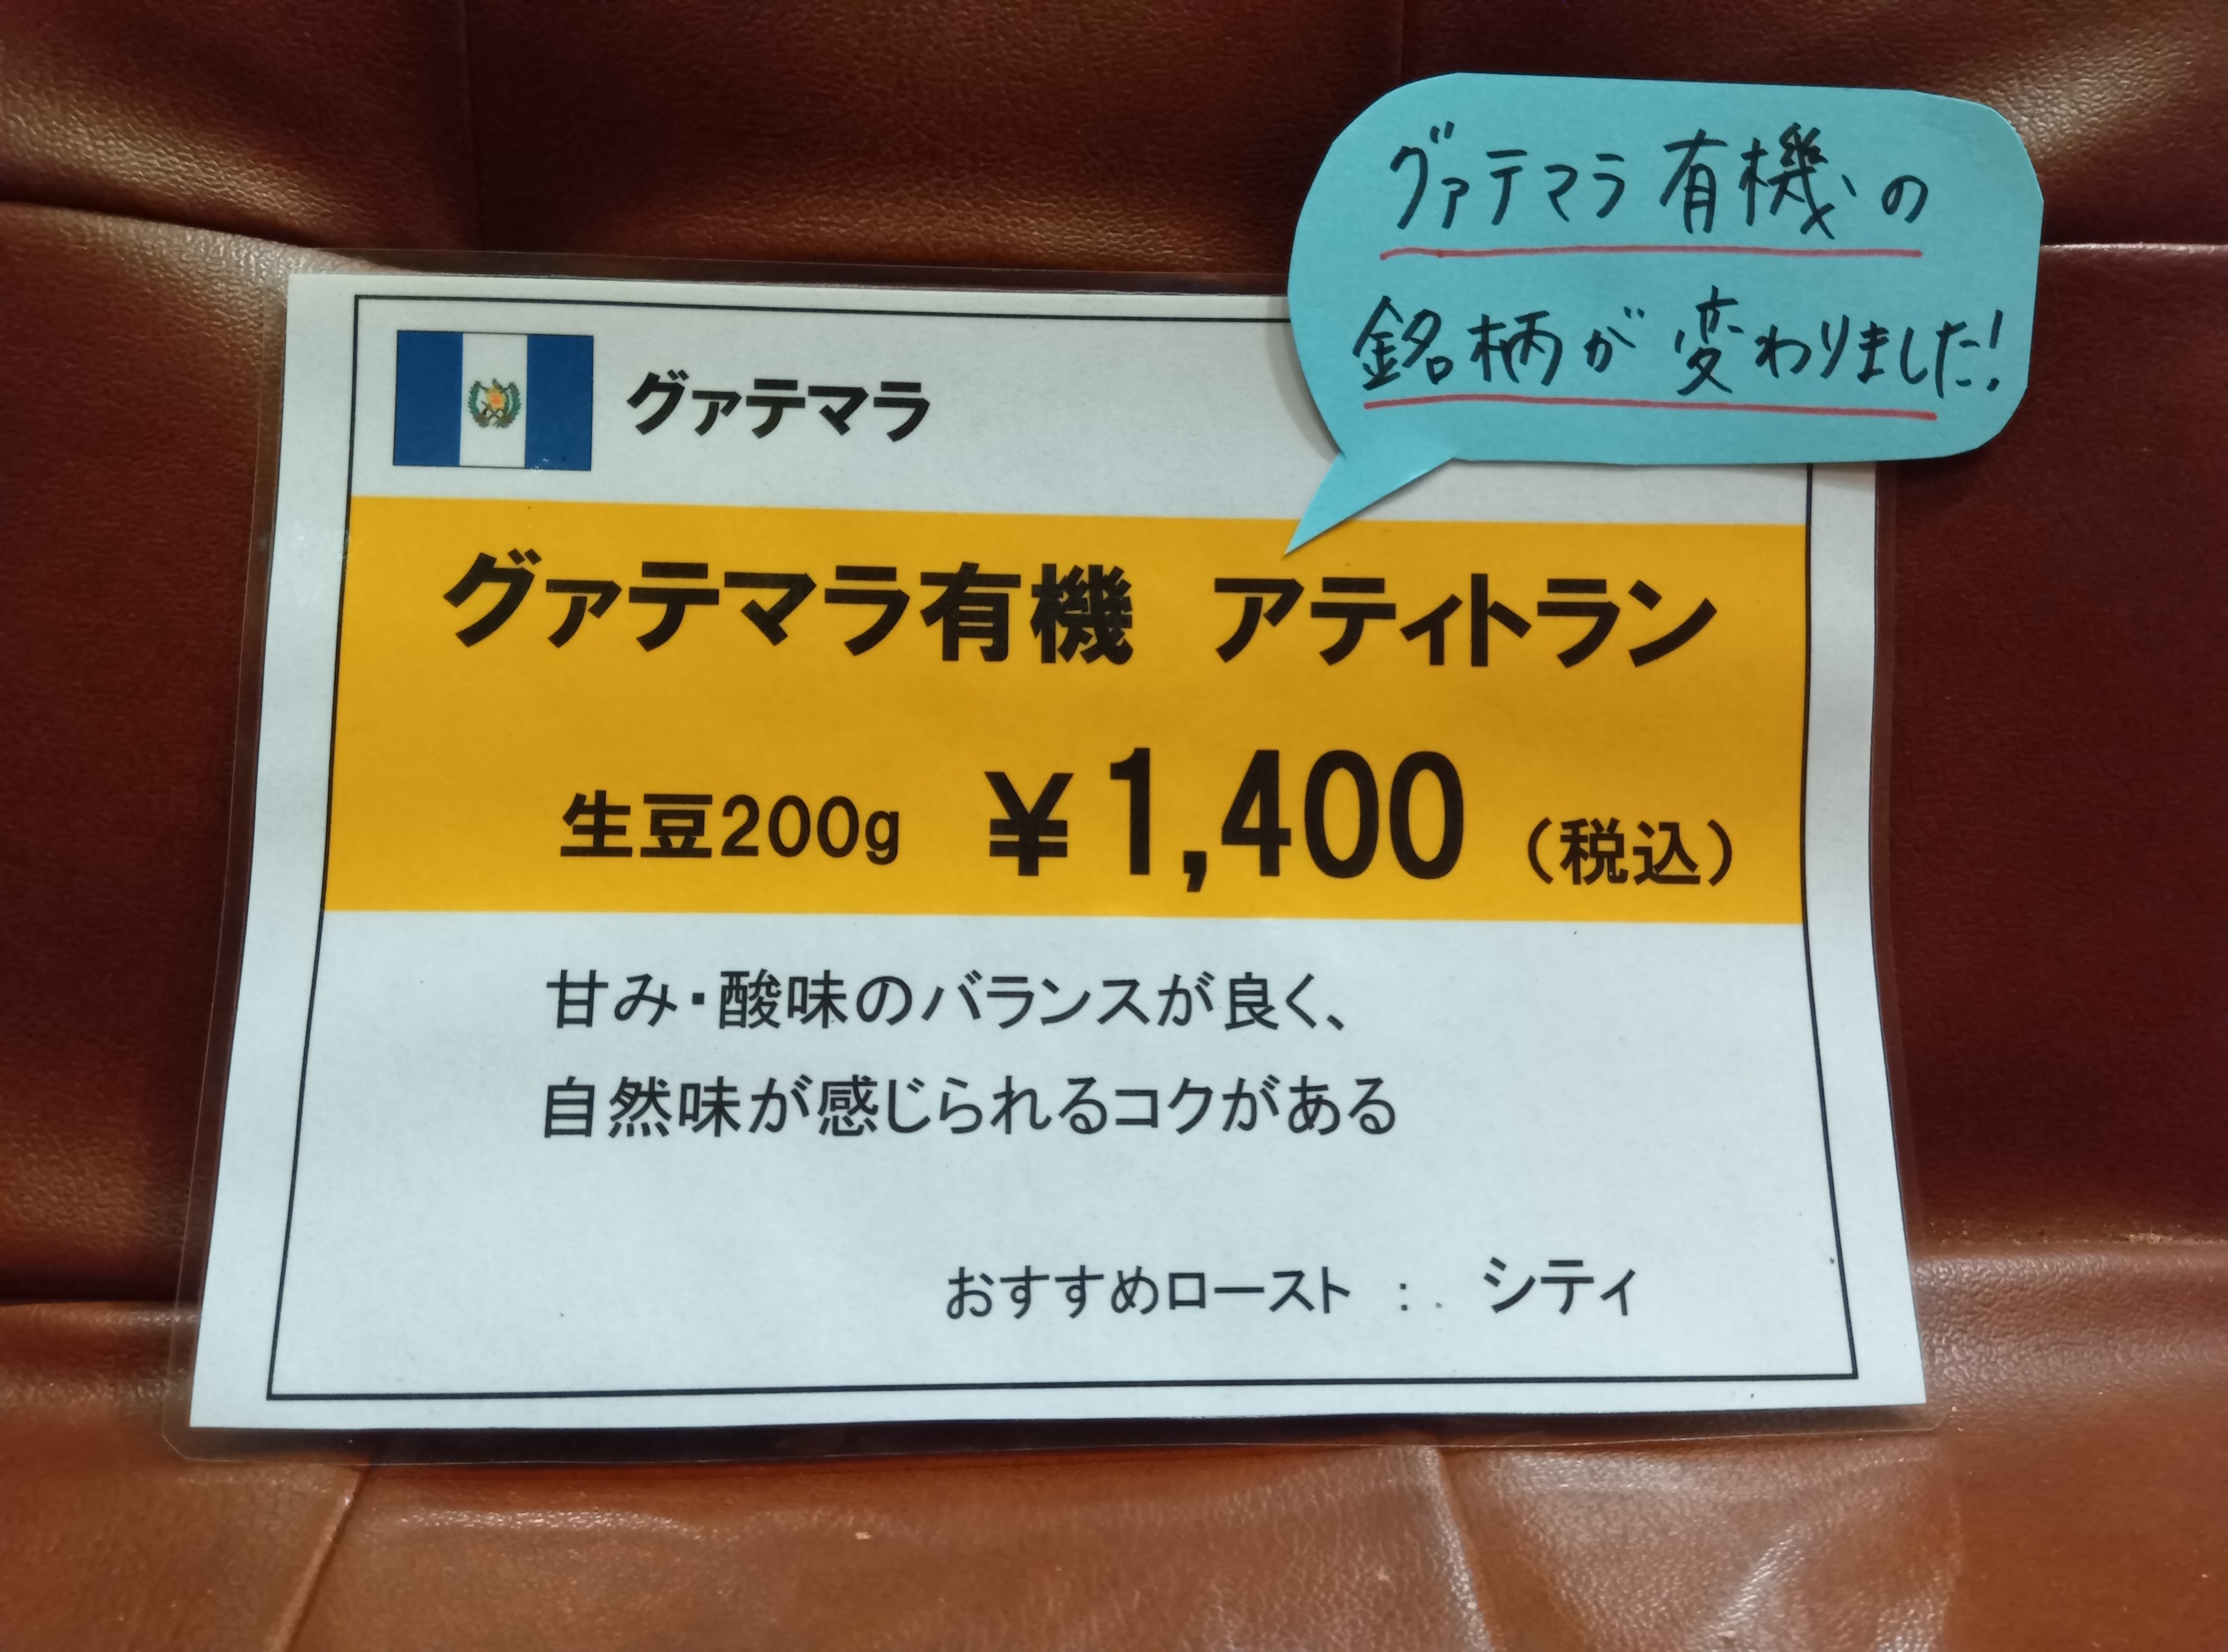 グァテマラ有機の
銘柄が変わりました!
グァテマラ
グァテマラ有機 アティトラン
生豆200g ¥1,400 (税込)
甘み・酸味のバランスが良く、
自然味が感じられるコクがある
おすすめロースト : シティ